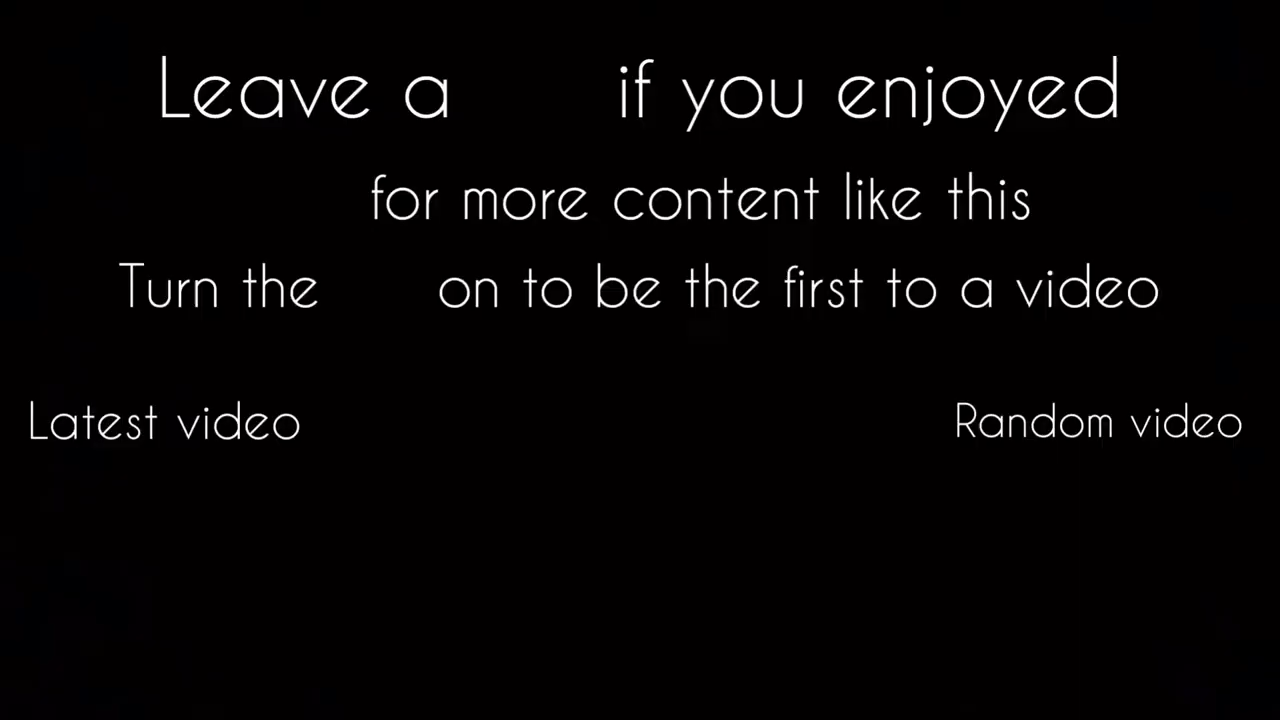 Leave a if you enjoyed
for more content like this
Turn the on to be the first to a video
Latest video Random video